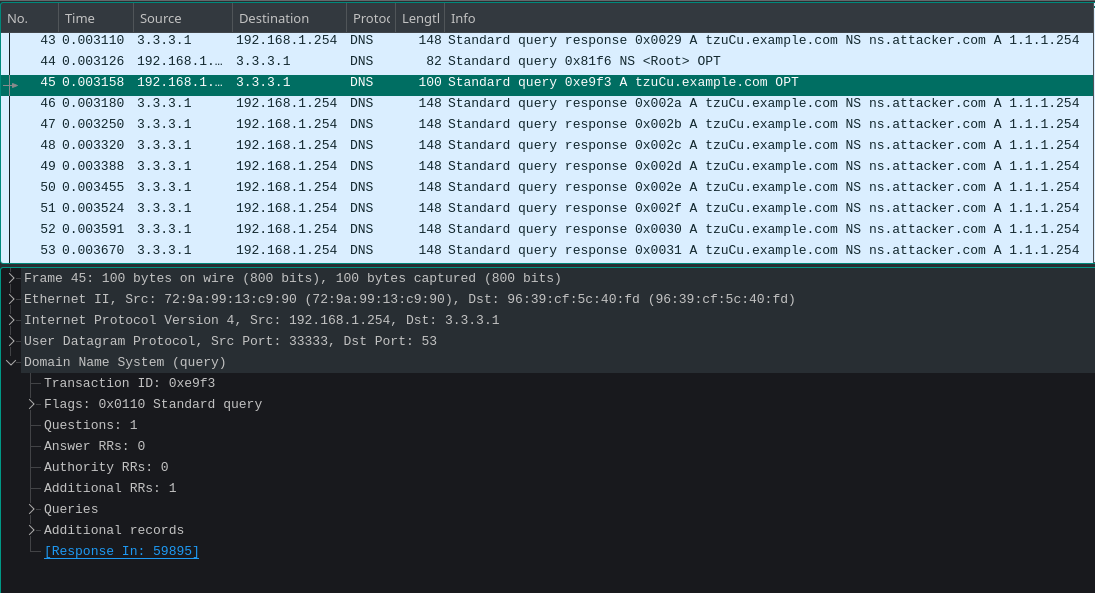 No. Time Source Destination Protoc Lengtl Info
43 0.003110 3.3.3.1 192.168.1.254 DNS 148 Standard query response 0x0029 A tzuCu.example.com NS ns.attacker.com A 1.1.1.254
44 0.003126 192.168.1... 3.3.3.1 DNS 82 Standard query 0x81f6 NS <Root> OPT
45 0.003158 192.168.1... 3.3.3.1 DNS 100 Standard query 0xe9f3 A tzuCu.example.com OPT
46 0.003180 3.3.3.1 192.168.1.254 DNS 148 Standard query response 0x002a A tzuCu.example.com NS ns.attacker.com A 1.1.1.254
47 0.003250 3.3.3.1 192.168.1.254 DNS 148 Standard query response 0x002b A tzuCu.example.com NS ns.attacker.com A 1.1.1.254
48 0.003320 3.3.3.1 192.168.1.254 DNS 148 Standard query response 0x002c A tzuCu.example.com NS ns.attacker.com A 1.1.1.254
49 0.003388 3.3.3.1 192.168.1.254 DNS 148 Standard query response 0x002d A tzuCu.example.com NS ns.attacker.com A 1.1.1.254
50 0.003455 3.3.3.1 192.168.1.254 DNS 148 Standard query response 0x002e A tzuCu.example.com NS ns.attacker.com A 1.1.1.254
51 0.003524 3.3.3.1 192.168.1.254 DNS 148 Standard query response 0x002f A tzuCu.example.com NS ns.attacker.com A 1.1.1.254
52 0.003591 3.3.3.1 192.168.1.254 DNS 148 Standard query response 0x0030 A tzuCu.example.com NS ns.attacker.com A 1.1.1.254
53 0.003670 3.3.3.1 192.168.1.254 DNS 148 Standard query response 0x0031 A tzuCu.example.com NS ns.attacker.com A 1.1.1.254
Frame 45: 100 bytes on wire (800 bits), 100 bytes captured (800 bits)
Ethernet II, Src: 72:9a:99:13:c9:90 (72:9a:99:13:c9:90), Dst: 96:39:cf:5c:40:fd (96:39:cf:5c:40:fd)
Internet Protocol Version 4, Src: 192.168.1.254, Dst: 3.3.3.1
User Datagram Protocol, Src Port: 33333, Dst Port: 53
Domain Name System (query)
Transaction ID: 0xe9f3
Flags: 0x0110 Standard query
Questions: 1
Answer RRs: 0
Authority RRs: 0
Additional RRs: 1
Queries
Additional records
[Response In: 59895]